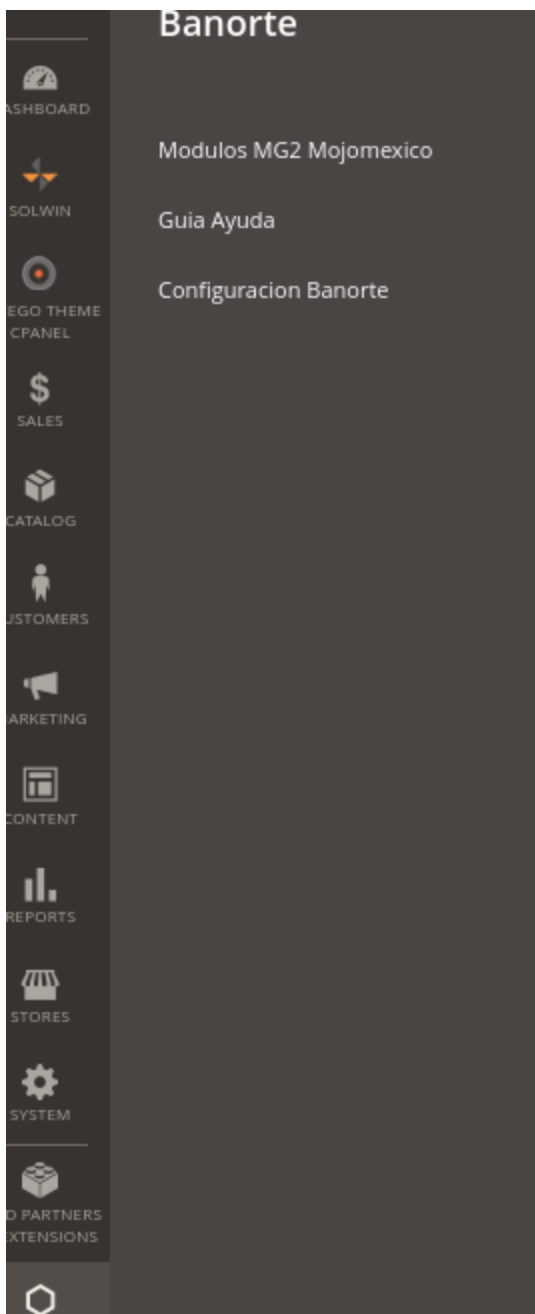 Banorte
Modulos MG2 Mojomexico
Guia Ayuda
Configuracion Banorte
ASHBOARD
SOLWIN
EGO THEME
CPANEL
$
SALES
CATALOG
USTOMERS
ARKETING
CONTENT
REPORTS
STORES
SYSTEM
D PARTNERS
EXTENSIONS